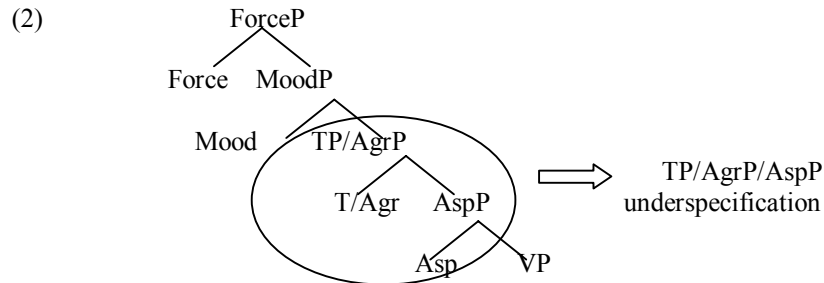 (2) ForceP
Force MoodP
Mood TP/AgrP
TP/AgrP/AspP
T/Agr AspP underspecification
Asp VP